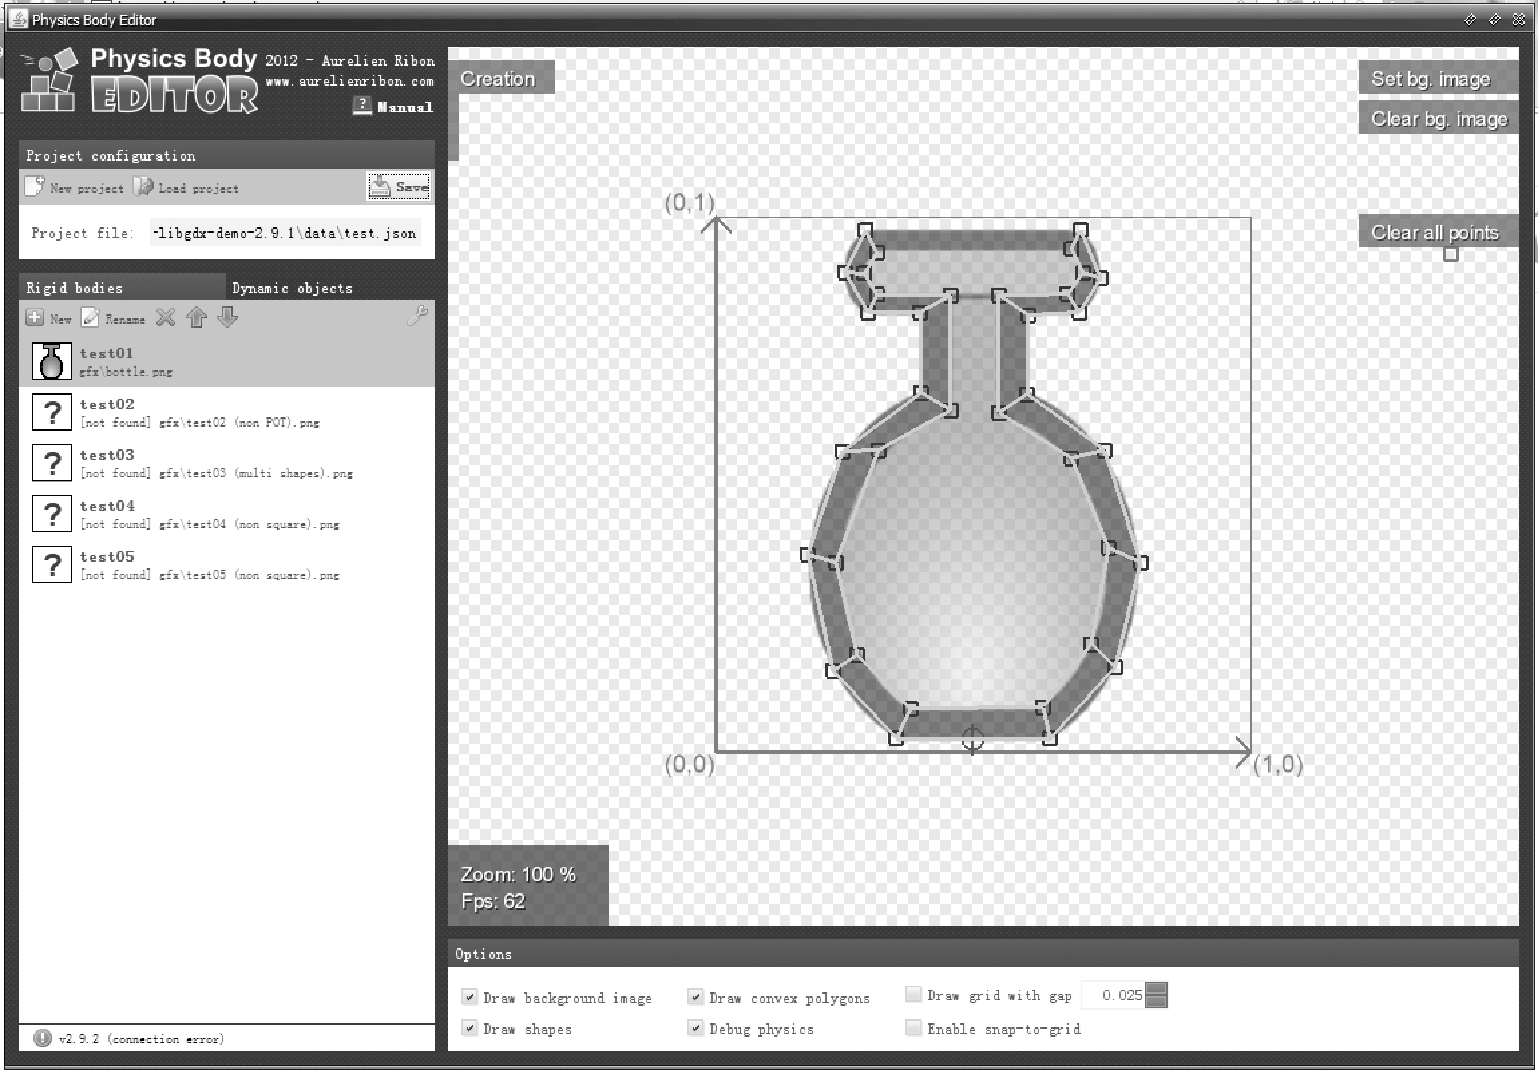 Physics Body Editor
Physics Body
EDITOR
2012 - Aurelien Ribon
www.aurelienribon.com
? Manual
Project configuration
New project
Load project
Save
Project file: -libgdx-demo-2.9.1\data\test.json
Rigid bodies
Dynamic objects
New
Rename
test01
gfx\bottle.png
?
test02
[not found] gfx\test02 (non POT).png
?
test03
[not found] gfx\test03 (multi shapes).png
?
test04
[not found] gfx\test04 (non square).png
?
test05
[not found] gfx\test05 (non square).png
v2.9.2 (connection error)
Creation
Set bg. image
Clear bg. image
Clear all points
(0,1)
(0,0)
(1,0)
Zoom: 100 %
Fps: 62
Options
Draw background image
Draw convex polygons
Draw grid with gap 0.025
Draw shapes
Debug physics
Enable snap-to-grid